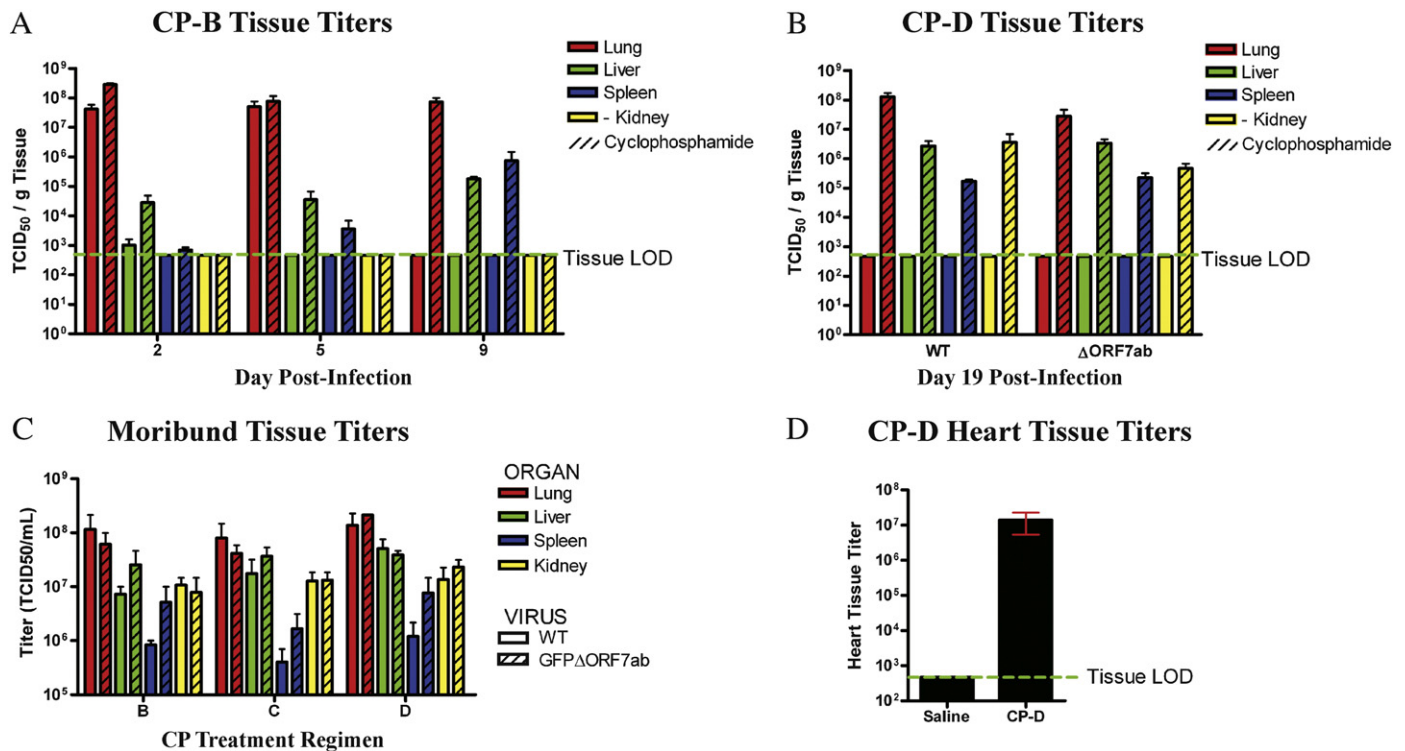 A
CP-B Tissue Titers
TCID50 / g Tissue
10^9
10^8
10^7
10^6
10^5
10^4
10^3
10^2
10^1
10^0
Lung
Liver
Spleen
- Kidney
Cyclophosphamide
Tissue LOD
2
5
9
Day Post-Infection
B
CP-D Tissue Titers
TCID50 / g Tissue
10^9
10^8
10^7
10^6
10^5
10^4
10^3
10^2
10^1
10^0
Lung
Liver
Spleen
- Kidney
Cyclophosphamide
Tissue LOD
WT
ΔORF7ab
Day 19 Post-Infection
C
Moribund Tissue Titers
Titer (TCID50/mL)
10^9
10^8
10^7
10^6
10^5
ORGAN
Lung
Liver
Spleen
Kidney
VIRUS
WT
GFPΔORF7ab
B
C
D
CP Treatment Regimen
D
CP-D Heart Tissue Titers
Heart Tissue Titer
10^8
10^7
10^6
10^5
10^4
10^3
10^2
Tissue LOD
Saline
CP-D